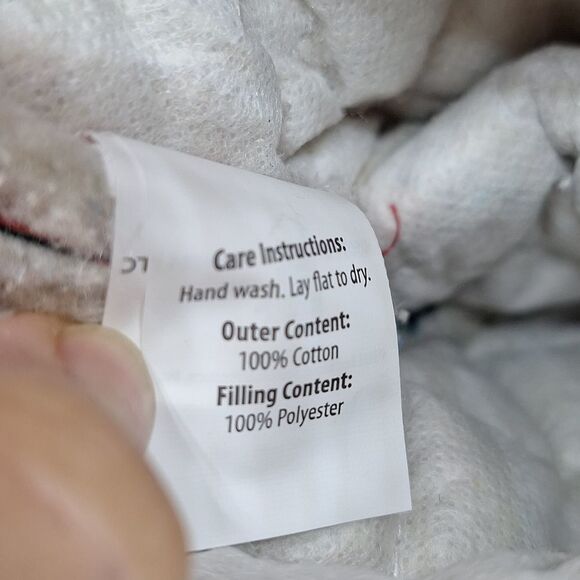 Care Instructions:
Hand wash. Lay flat to dry.
Outer Content:
100% Cotton
Filling Content:
100% Polyester